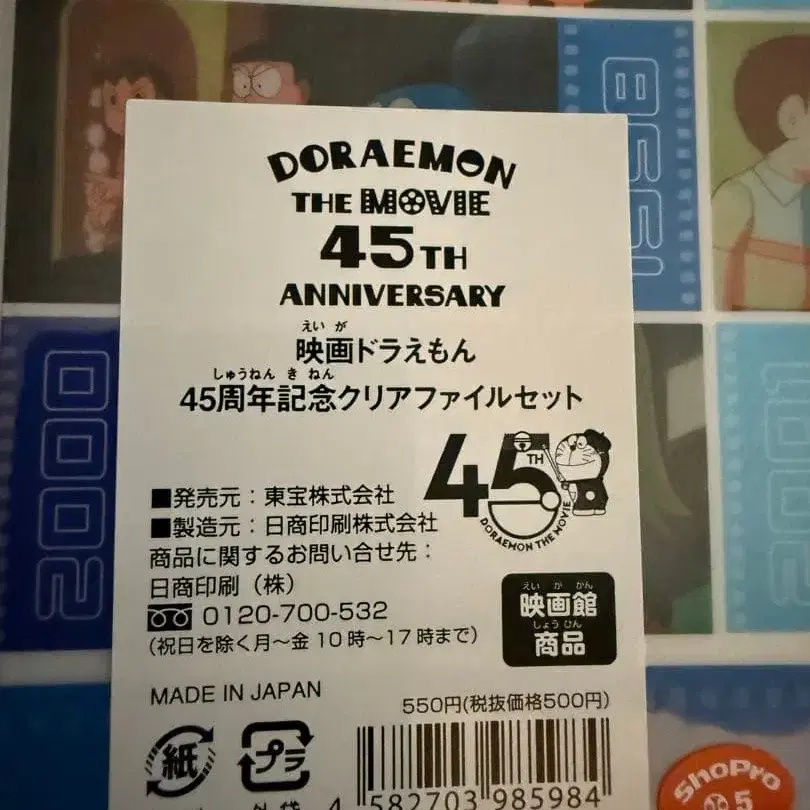 1998
DORAEMON
THE MOVIE
45TH
ANNIVERSARY
えいが
映画ドラえもん
しゅうねん きねん
45周年記念クリアファイルセット
45TH
DORAEMON THE MOVIE
■発売元：東宝株式会社
■製造元：日商印刷株式会社
商品に関するお問い合せ先：
日商印刷（株）
0120-700-532
（祝日を除く月〜金10時〜17時まで）
えいがかん
映画館
しょうひん
商品
MADE IN JAPAN
550円(税抜価格500円)
紙
プラ
外袋
4 582703 985984
2000
2001
ShoPro